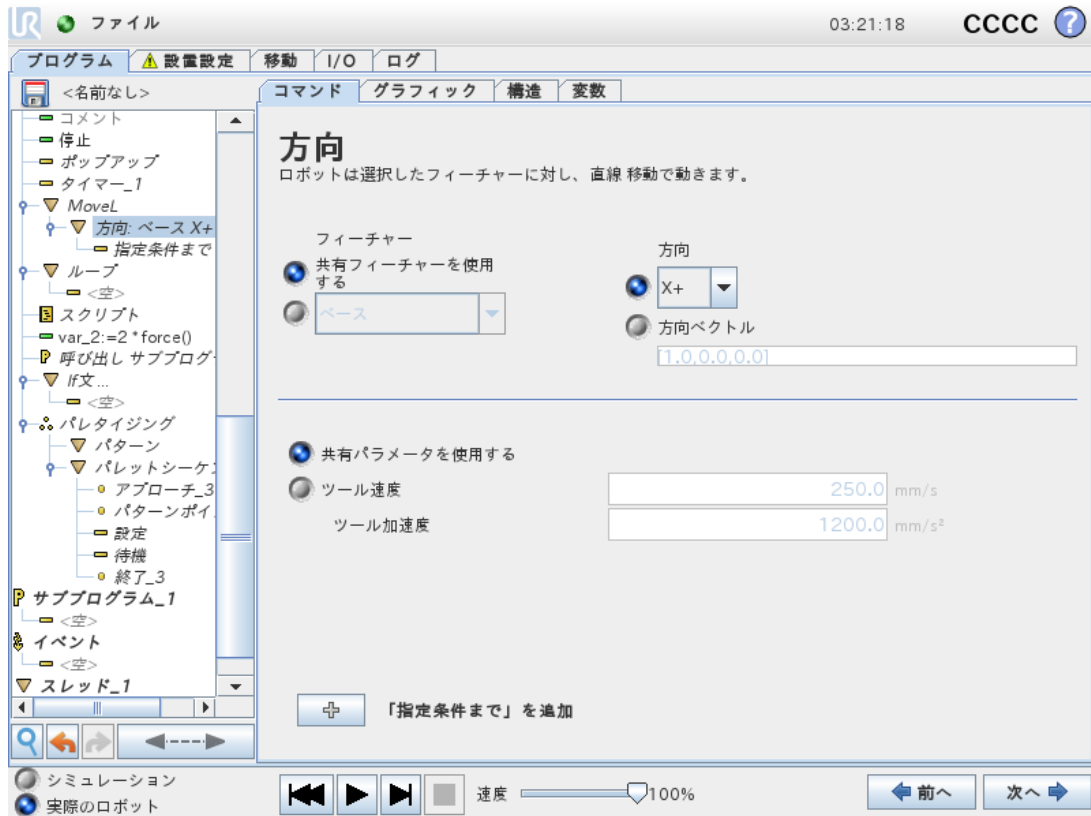 UR ファイル 03:21:18 CCCC ?
プログラム 設置設定 移動 I/O ログ
<名前なし>
コマンド グラフィック 構造 変数
コメント
停止
ポップアップ
タイマー_1
MoveL
方向: ベース X+
指定条件まで
ループ
<空>
スクリプト
var_2:=2*force()
呼び出し サブプログ
If文...
<空>
パレタイジング
パターン
パレットシーケ
アプローチ_3
パターンポイ
設定
待機
終了_3
サブプログラム_1
<空>
イベント
<空>
スレッド_1
方向
ロボットは選択したフィーチャーに対し、直線 移動で動きます。
フィーチャー
共有フィーチャーを使用
する
ベース
方向
X+
方向ベクトル
[1.0,0.0,0.0]
共有パラメータを使用する
ツール速度 250.0 mm/s
ツール加速度 1200.0 mm/s²
「指定条件まで」を追加
シミュレーション
実際のロボット
速度 100%
前へ 次へ